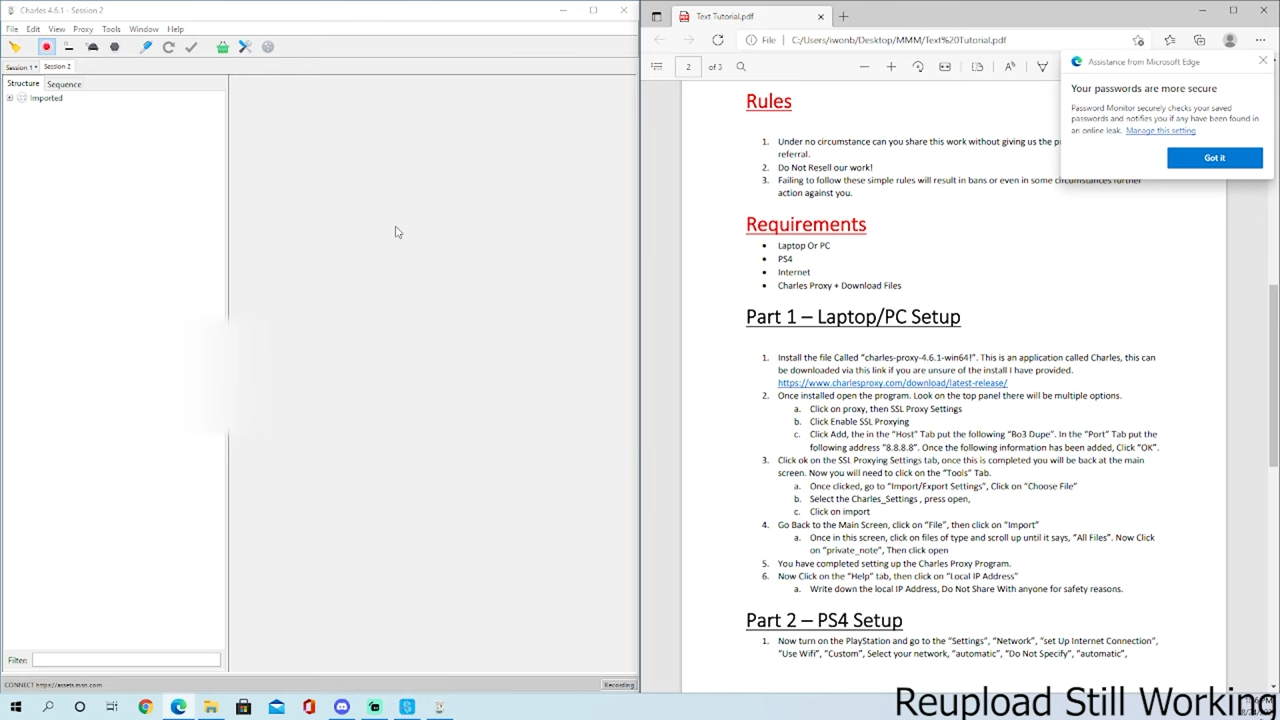 Charles 4.6.1 - Session 2
File Edit View Proxy Tools Window Help
Session 1 • Session 2
Structure Sequence
Imported
Filter:
CONNECT https://assets.msn.com
Recording
Text Tutorial.pdf
File C:/Users/iwonb/Desktop/MMM/Text%20Tutorial.pdf
2 of 3
Assistance from Microsoft Edge
Your passwords are more secure
Password Monitor securely checks your saved
passwords and notifies you if any have been found in
an online leak. Manage this setting
Got it
Rules
1. Under no circumstance can you share this work without giving us the
referral.
2. Do Not Resell our work!
3. Failing to follow these simple rules will result in bans or even in some circumstances further
action against you.
Requirements
• Laptop Or PC
• PS4
• Internet
• Charles Proxy + Download Files
Part 1 – Laptop/PC Setup
1. Install the file Called “charles-proxy-4.6.1-win64!”. This is an application called Charles, this can
be downloaded via this link if you are unsure of the install I have provided.
https://www.charlesproxy.com/download/latest-release/
2. Once installed open the program. Look on the top panel there will be multiple options.
a. Click on proxy, then SSL Proxy Settings
b. Click Enable SSL Proxying
c. Click Add, the in the “Host” Tab put the following “Bo3 Dupe”. In the “Port” Tab put the
following address “8.8.8.8”. Once the following information has been added, Click “OK”.
3. Click ok on the SSL Proxying Settings tab, once this is completed you will be back at the main
screen. Now you will need to click on the “Tools” Tab.
a. Once clicked, go to “Import/Export Settings”, Click on “Choose File”
b. Select the Charles_Settings , press open,
c. Click on import
4. Go Back to the Main Screen, click on “File”, then click on “Import”
a. Once in this screen, click on files of type and scroll up until it says, “All Files”. Now Click
on “private_note”, Then click open
5. You have completed setting up the Charles Proxy Program.
6. Now Click on the “Help” tab, then click on “Local IP Address”
a. Write down the local IP Address, Do Not Share With anyone for safety reasons.
Part 2 – PS4 Setup
1. Now turn on the PlayStation and go to the “Settings”, “Network”, “set Up Internet Connection”,
“Use Wifi”, “Custom”, Select your network, “automatic”, “Do Not Specify”, “automatic”,
Reupload Still Working